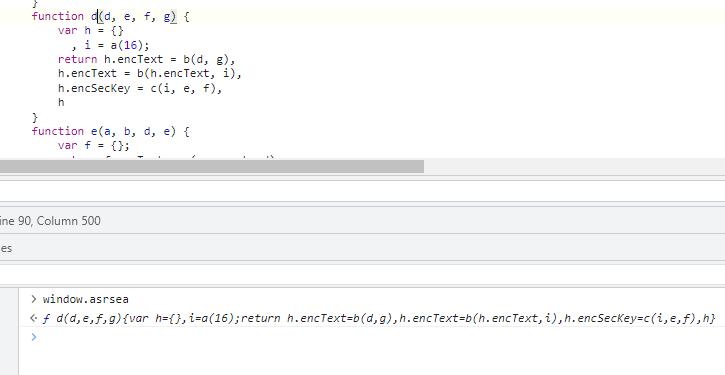 }
function d(d, e, f, g) {
var h = {}
, i = a(16);
return h.encText = b(d, g),
h.encText = b(h.encText, i),
h.encSecKey = c(i, e, f),
h
}
function e(a, b, d, e) {
var f = {};
ine 90, Column 500
es
> window.asrsea
< f d(d,e,f,g){var h={},i=a(16);return h.encText=b(d,g),h.encText=b(h.encText,i),h.encSecKey=c(i,e,f),h}
>